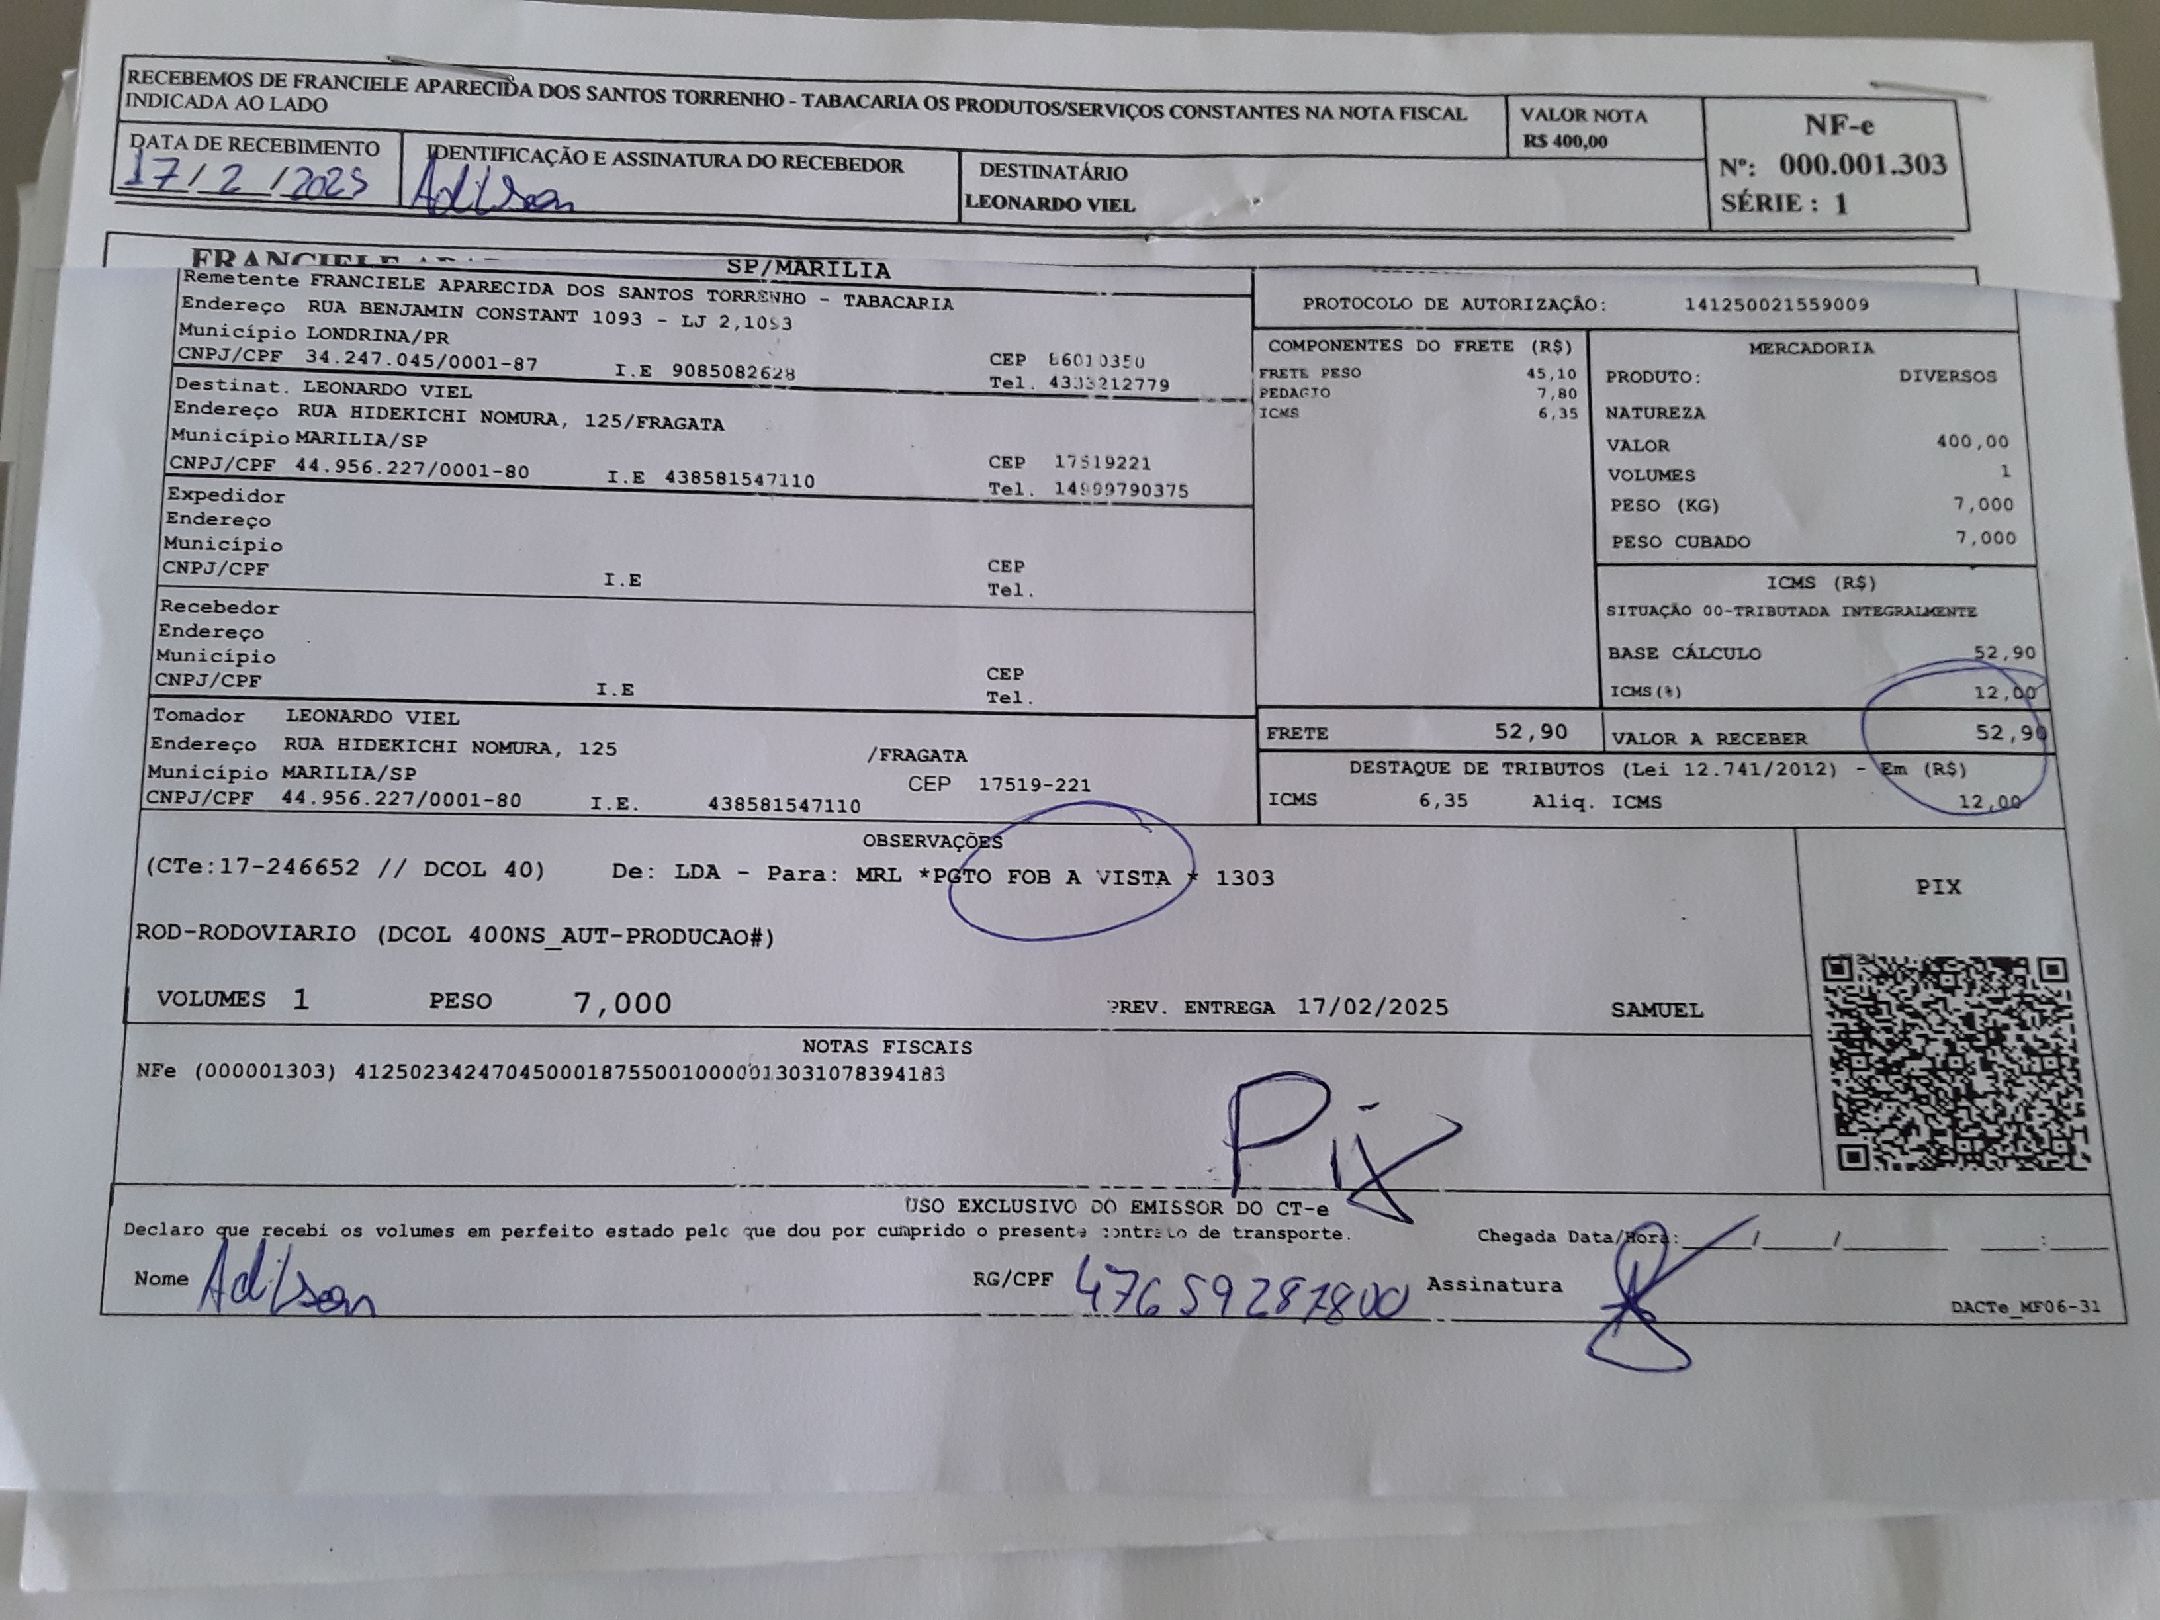 RECEBEMOS DE FRANCIELE APARECIDA DOS SANTOS TORRENHO - TABACARIA OS PRODUTOS/SERVIÇOS CONSTANTES NA NOTA FISCAL
INDICADA AO LADO
VALOR NOTA
R$ 400,00
NF-e
Nº: 000.001.303
SÉRIE : 1
DATA DE RECEBIMENTO
17/2/2025
IDENTIFICAÇÃO E ASSINATURA DO RECEBEDOR
Adilson
DESTINATÁRIO
LEONARDO VIEL
SP/MARILIA
Remetente FRANCIELE APARECIDA DOS SANTOS TORRENHO - TABACARIA
Endereço RUA BENJAMIN CONSTANT 1093 - LJ 2,1093
Município LONDRINA/PR
CNPJ/CPF 34.247.045/0001-87 I.E 9085082628 CEP 86010350
Tel. 4333212779
Destinat. LEONARDO VIEL
Endereço RUA HIDEKICHI NOMURA, 125/FRAGATA
Município MARILIA/SP
CNPJ/CPF 44.956.227/0001-80 I.E 438581547110 CEP 17519221
Tel. 14999790375
Expedidor
Endereço
Município
CNPJ/CPF I.E CEP
Tel.
Recebedor
Endereço
Município
CNPJ/CPF I.E CEP
Tel.
Tomador LEONARDO VIEL
Endereço RUA HIDEKICHI NOMURA, 125 /FRAGATA
Município MARILIA/SP CEP 17519-221
CNPJ/CPF 44.956.227/0001-80 I.E. 438581547110
PROTOCOLO DE AUTORIZAÇÃO: 141250021559009
COMPONENTES DO FRETE (R$)
FRETE PESO 45,10
PEDAGIO 7,80
ICMS 6,35
MERCADORIA
PRODUTO: DIVERSOS
NATUREZA
VALOR 400,00
VOLUMES 1
PESO (KG) 7,000
PESO CUBADO 7,000
ICMS (R$)
SITUAÇÃO 00-TRIBUTADA INTEGRALMENTE
BASE CÁLCULO 52,90
ICMS(%) 12,00
FRETE 52,90 VALOR A RECEBER 52,90
DESTAQUE DE TRIBUTOS (Lei 12.741/2012) - Em (R$)
ICMS 6,35 Aliq. ICMS 12,00
OBSERVAÇÕES
(CTe:17-246652 // DCOL 40) De: LDA - Para: MRL *PGTO FOB A VISTA * 1303
ROD-RODOVIARIO (DCOL 400NS_AUT-PRODUCAO#)
VOLUMES 1 PESO 7,000 PREV. ENTREGA 17/02/2025 SAMUEL
PIX
NOTAS FISCAIS
NFe (000001303) 41250234247045000187550010000013031078394183
Pix
USO EXCLUSIVO DO EMISSOR DO CT-e
Declaro que recebi os volumes em perfeito estado pelo que dou por cumprido o presente contrato de transporte. Chegada Data/Hora:____/____/______ ___:___
Nome Adilson RG/CPF 47659287800 Assinatura
DACTe_MF06-31